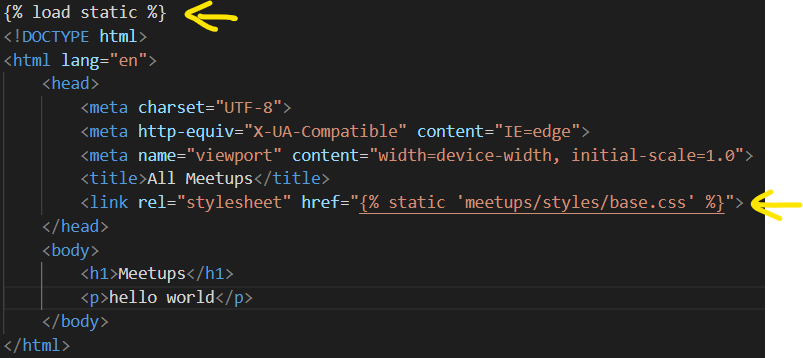 {% load static %}
<!DOCTYPE html>
<html lang="en">
<head>
<meta charset="UTF-8">
<meta http-equiv="X-UA-Compatible" content="IE=edge">
<meta name="viewport" content="width=device-width, initial-scale=1.0">
<title>All Meetups</title>
<link rel="stylesheet" href="{% static 'meetups/styles/base.css' %}">
</head>
<body>
<h1>Meetups</h1>
<p>hello world</p>
</body>
</html>